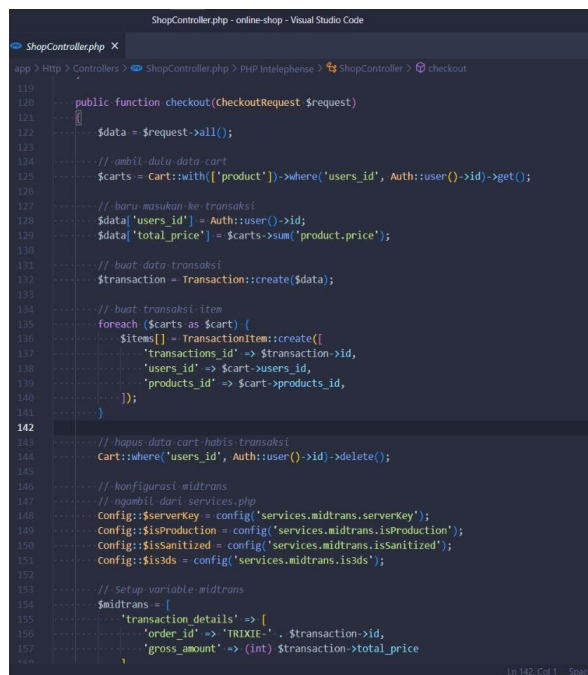 ShopController.php - online-shop - Visual Studio Code
ShopController.php ×
app > Http > Controllers > ShopController.php > PHP Intelephense > ShopController > checkout
119
120 public function checkout(CheckoutRequest $request)
121 {
122 $data = $request->all();
123
124 // ambil dulu data cart
125 $carts = Cart::with(['product'])->where('users_id', Auth::user()->id)->get();
126
127 // baru masukan ke transaksi
128 $data['users_id'] = Auth::user()->id;
129 $data['total_price'] = $carts->sum('product.price');
130
131 // buat data transaksi
132 $transaction = Transaction::create($data);
133
134 // buat transaksi item
135 foreach ($carts as $cart) {
136 $items[] = TransactionItem::create([
137 'transactions_id' => $transaction->id,
138 'users_id' => $cart->users_id,
139 'products_id' => $cart->products_id,
140 ]);
141 }
142
143 // hapus data cart habis transaksi
144 Cart::where('users_id', Auth::user()->id)->delete();
145
146 // konfigurasi midtrans
147 // ngambil dari services.php
148 Config::$serverKey = config('services.midtrans.serverKey');
149 Config::$isProduction = config('services.midtrans.isProduction');
150 Config::$isSanitized = config('services.midtrans.isSanitized');
151 Config::$is3ds = config('services.midtrans.is3ds');
152
153 // Setup variable midtrans
154 $midtrans = [
155 'transaction_details' => [
156 'order_id' => 'TRIXIE-' . $transaction->id,
157 'gross_amount' => (int) $transaction->total_price
Ln 142, Col 1